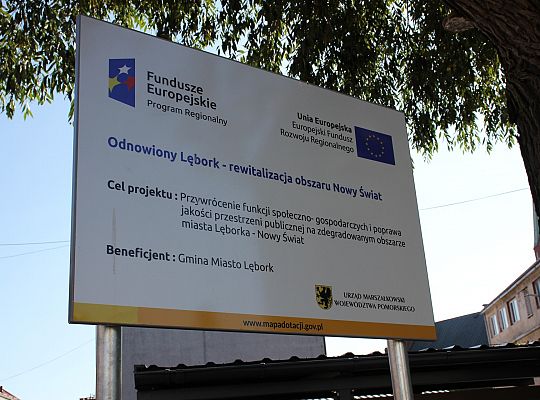 Fundusze
Europejskie
Program Regionalny
Unia Europejska
Europejski Fundusz
Rozwoju Regionalnego
Odnowiony Lębork - rewitalizacja obszaru Nowy Świat
Cel projektu : Przywrócenie funkcji społeczno- gospodarczych i poprawa
jakości przestrzeni publicznej na zdegradowanym obszarze
miasta Lęborka - Nowy Świat
Beneficjent : Gmina Miasto Lębork
URZĄD MARSZAŁKOWSKI
WOJEWÓDZTWA POMORSKIEGO
www.mapadotacji.gov.pl